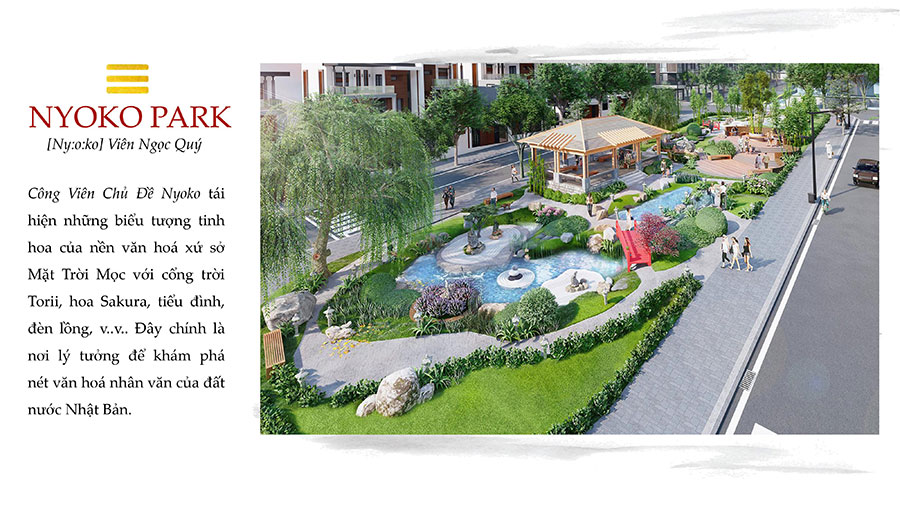 NYOKO PARK
[Ny:o:ko] Viên Ngọc Quý
Công Viên Chủ Đề Nyoko tái
hiện những biểu tượng tinh
hoa của nền văn hoá xứ sở
Mặt Trời Mọc với cổng trời
Torii, hoa Sakura, tiểu đình,
đèn lồng, v..v.. Đây chính là
nơi lý tưởng để khám phá
nét văn hoá nhân văn của đất
nước Nhật Bản.